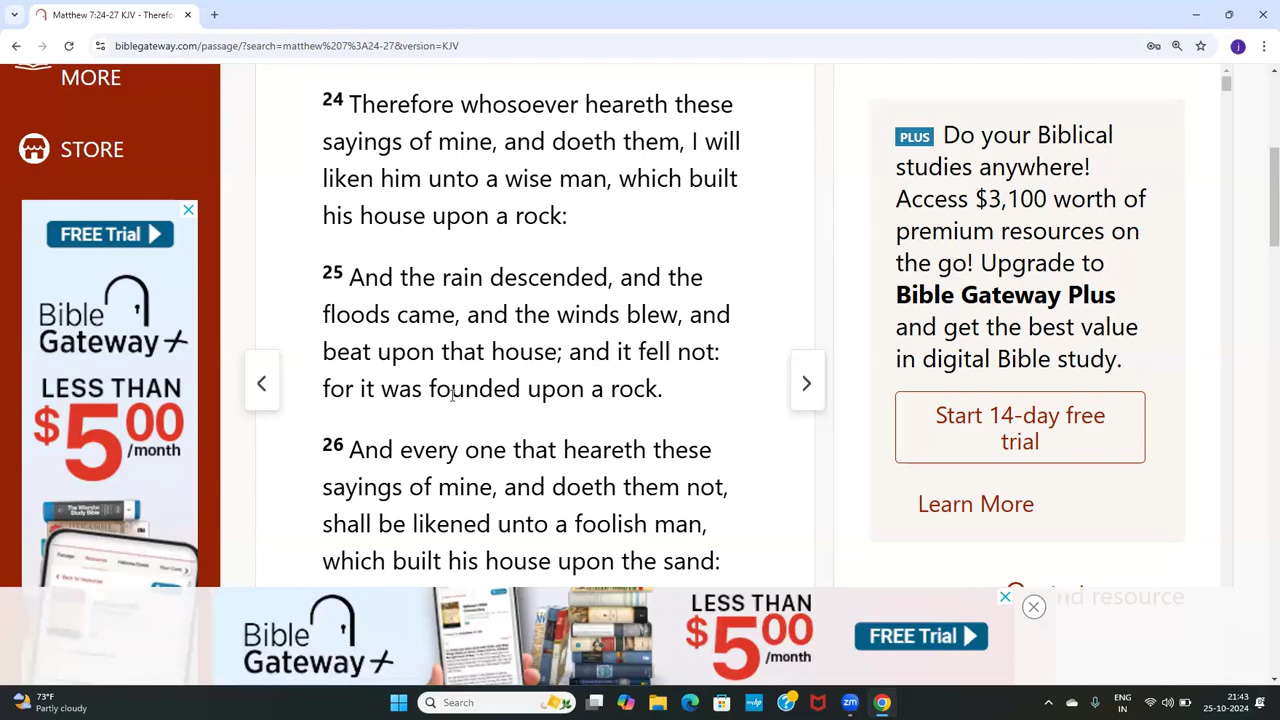 Matthew 7:24-27 KJV - Therefo
biblegateway.com/passage/?search=matthew%207%3A24-27&version=KJV
j
MORE
STORE
FREE Trial
Bible
Gateway+
LESS THAN
$5.00
/month
24 Therefore whosoever heareth these
sayings of mine, and doeth them, I will
liken him unto a wise man, which built
his house upon a rock:
25 And the rain descended, and the
floods came, and the winds blew, and
beat upon that house; and it fell not:
for it was founded upon a rock.
26 And every one that heareth these
sayings of mine, and doeth them not,
shall be likened unto a foolish man,
which built his house upon the sand:
PLUS Do your Biblical
studies anywhere!
Access $3,100 worth of
premium resources on
the go! Upgrade to
Bible Gateway Plus
and get the best value
in digital Bible study.
Start 14-day free
trial
Learn More
nd resource
Bible
Gateway+
LESS THAN
$5.00
/month
FREE Trial
73°F
Partly cloudy
Search
ENG
IN
21:43
25-10-2024